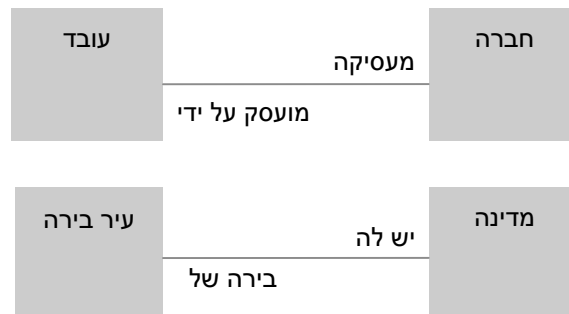 חברה
מעסיקה
עובד
מועסק על ידי
מדינה
יש לה
עיר בירה
בירה של